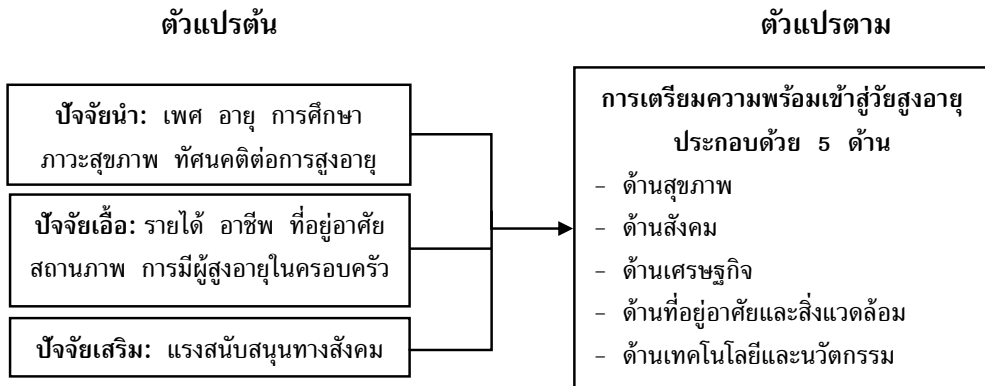 ตัวแปรต้น
ปัจจัยนำ: เพศ อายุ การศึกษา
ภาวะสุขภาพ ทัศนคติต่อการสูงอายุ
ปัจจัยเอื้อ: รายได้ อาชีพ ที่อยู่อาศัย
สถานภาพ การมีผู้สูงอายุในครอบครัว
ปัจจัยเสริม: แรงสนับสนุนทางสังคม
ตัวแปรตาม
การเตรียมความพร้อมเข้าสู่วัยสูงอายุ
ประกอบด้วย 5 ด้าน
- ด้านสุขภาพ
- ด้านสังคม
- ด้านเศรษฐกิจ
- ด้านที่อยู่อาศัยและสิ่งแวดล้อม
- ด้านเทคโนโลยีและนวัตกรรม